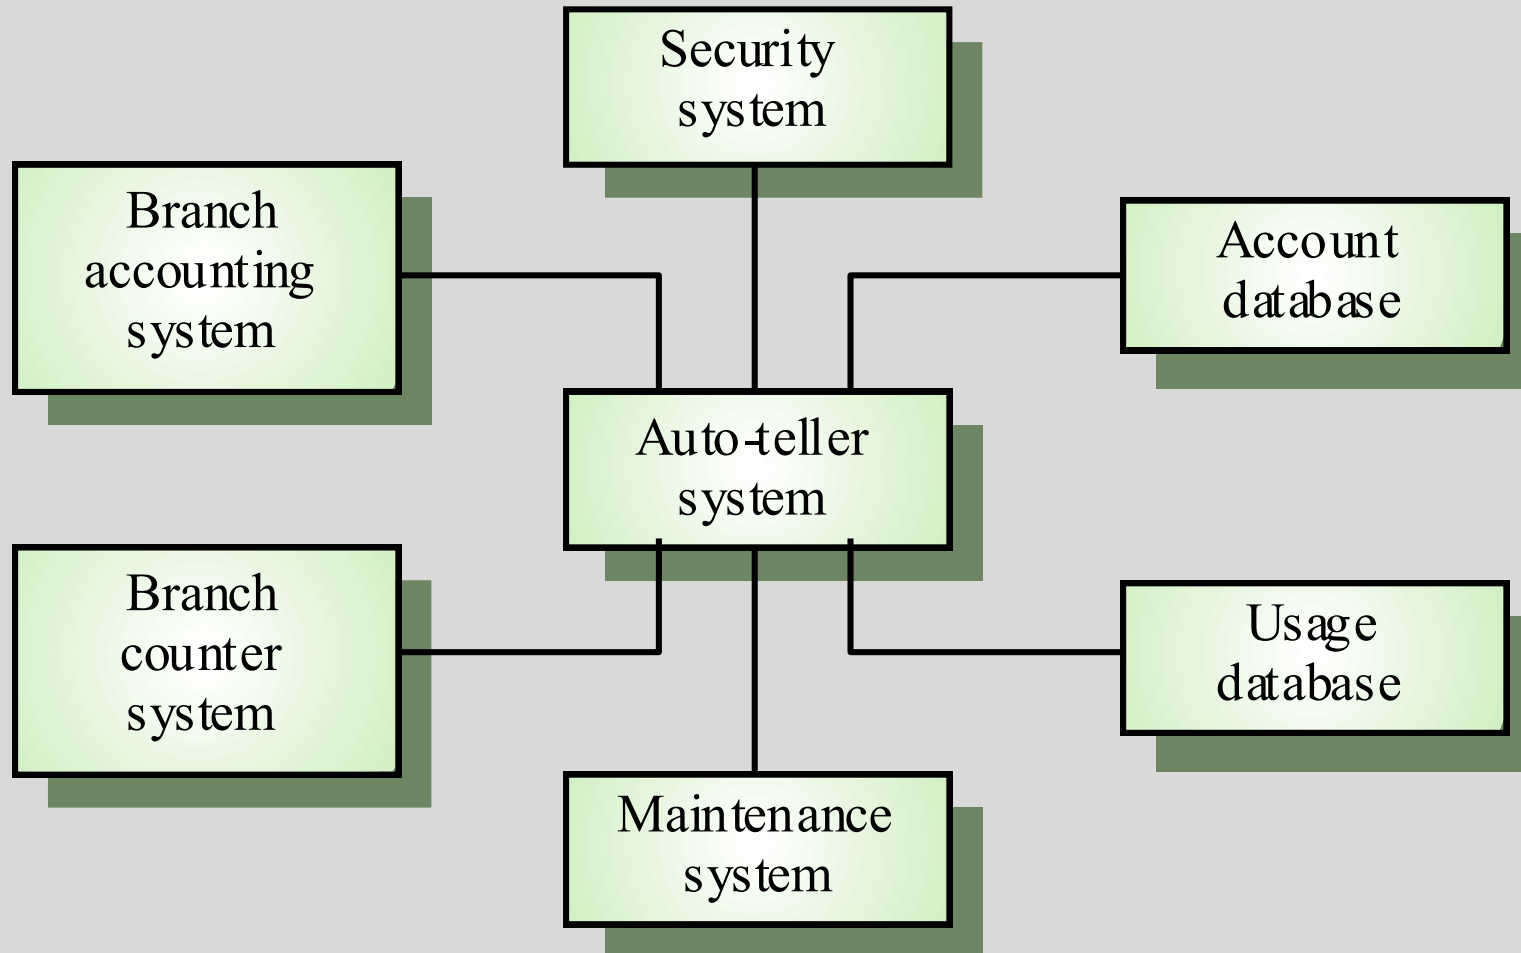 Security
system
Branch
accounting
system
Account
database
Auto-teller
system
Branch
counter
system
Usage
database
Maintenance
system